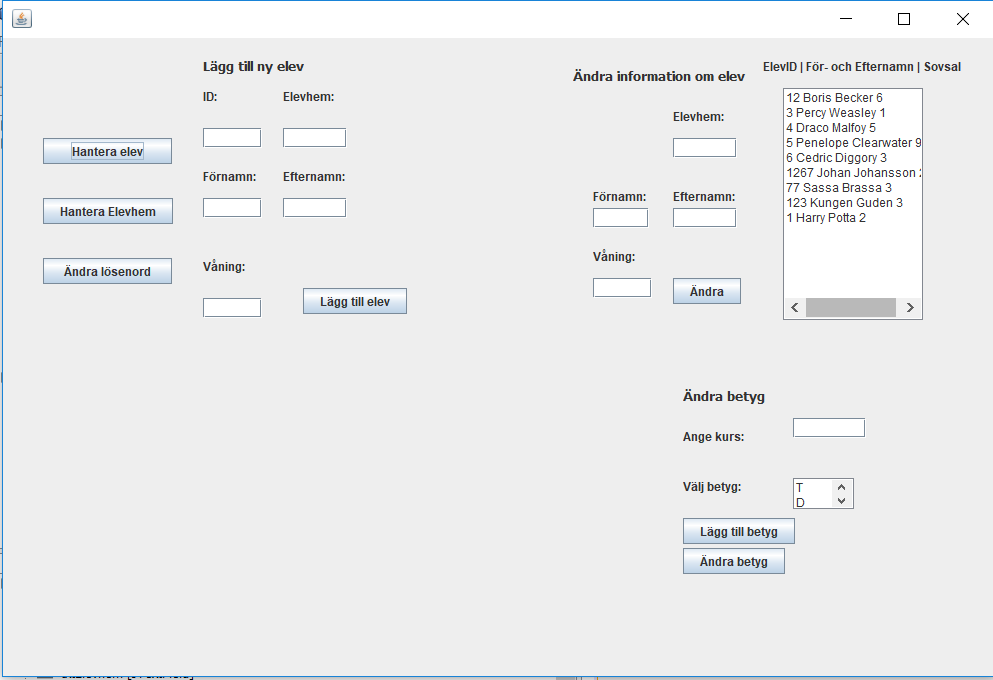 Hantera elev
Hantera Elevhem
Ändra lösenord
Lägg till ny elev
ID:
Elevhem:
Förnamn:
Efternamn:
Våning:
Lägg till elev
Ändra information om elev
Elevhem:
Förnamn:
Efternamn:
Våning:
Ändra
ElevID | För- och Efternamn | Sovsal
12 Boris Becker 6
3 Percy Weasley 1
4 Draco Malfoy 5
5 Penelope Clearwater 9
6 Cedric Diggory 3
1267 Johan Johansson
77 Sassa Brassa 3
123 Kungen Guden 3
1 Harry Potta 2
Ändra betyg
Ange kurs:
Välj betyg:
T
D
Lägg till betyg
Ändra betyg